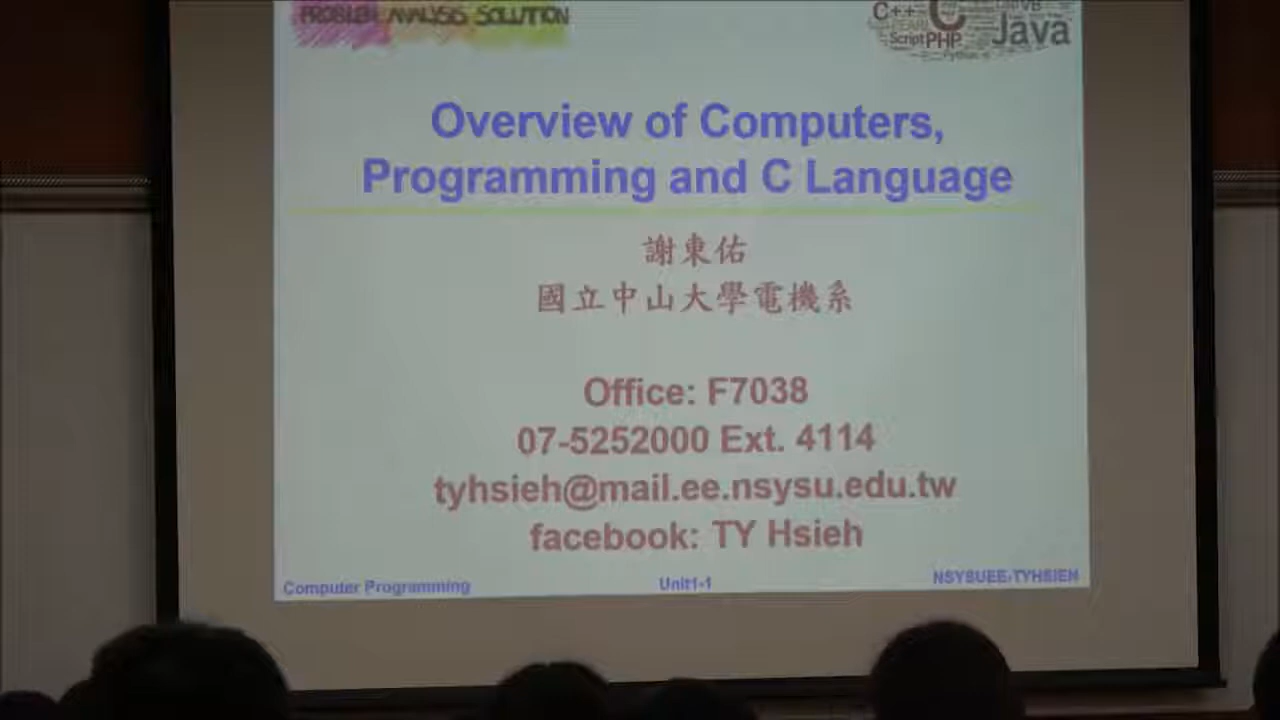 PROBLEM ANALYSIS SOLUTION
C++ C
Script PHP Java
Overview of Computers,
Programming and C Language
謝東佑
國立中山大學電機系
Office: F7038
07-5252000 Ext. 4114
tyhsieh@mail.ee.nsysu.edu.tw
facebook: TY Hsieh
Computer Programming Unit1-1 NSYSUEE-TYHSIEH